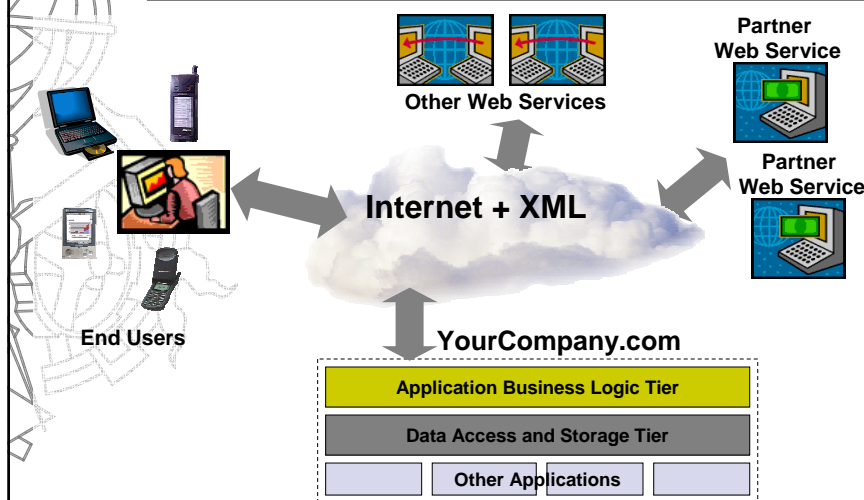 Partner
Web Service
Other Web Services
Partner
Web Service
Internet + XML
End Users
YourCompany.com
Application Business Logic Tier
Data Access and Storage Tier
Other Applications